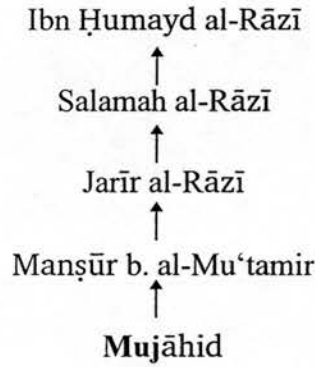 Ibn Ḥumayd al-Rāzī
Salamah al-Rāzī
Jarīr al-Rāzī
Manṣūr b. al-Mu‘tamir
Mujāhid